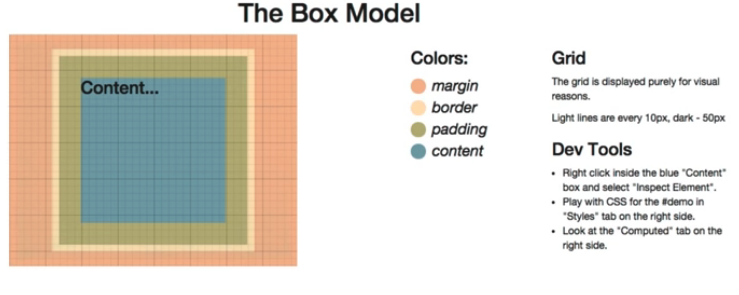 The Box Model
Content...
Colors:
margin
border
padding
content
Grid
The grid is displayed purely for visual
reasons.
Light lines are every 10px, dark - 50px
Dev Tools
• Right click inside the blue "Content"
box and select "Inspect Element".
• Play with CSS for the #demo in
"Styles" tab on the right side.
• Look at the "Computed" tab on the
right side.